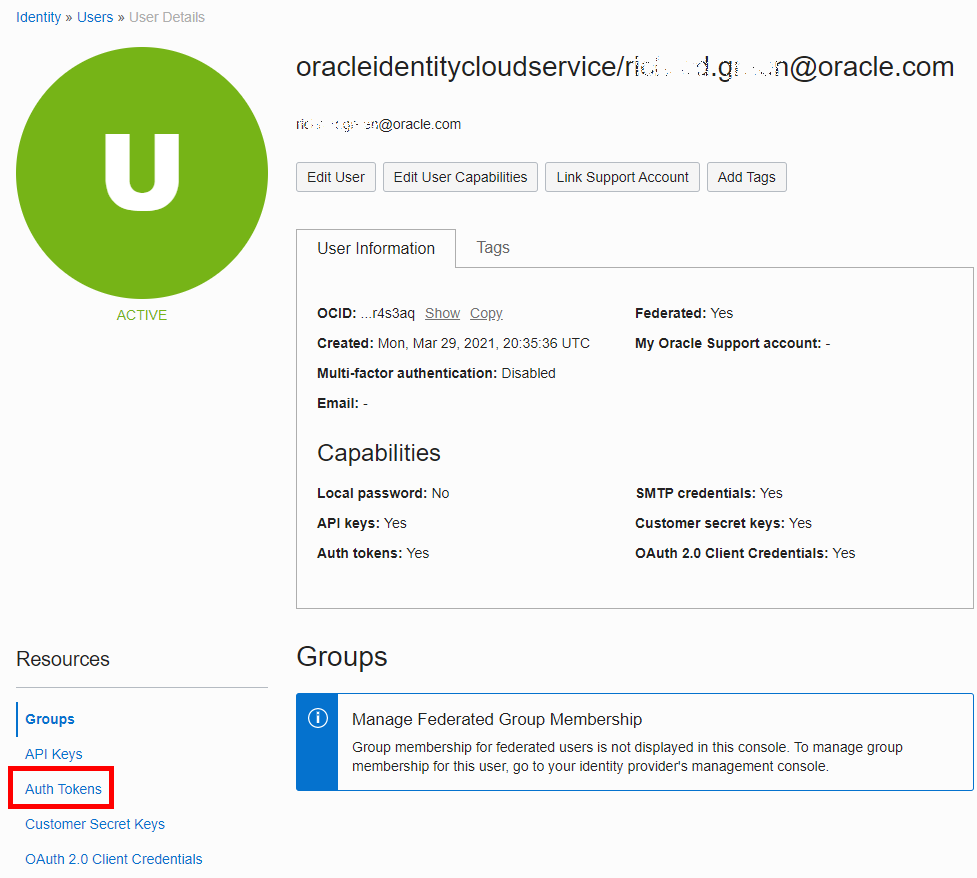 Identity » Users » User Details
oracleidentitycloudservice/ @oracle.com
@oracle.com
U
Edit User Edit User Capabilities Link Support Account Add Tags
User Information Tags
ACTIVE
OCID: ...r4s3aq Show Copy Federated: Yes
Created: Mon, Mar 29, 2021, 20:35:36 UTC My Oracle Support account: -
Multi-factor authentication: Disabled
Email: -
Capabilities
Local password: No SMTP credentials: Yes
API keys: Yes Customer secret keys: Yes
Auth tokens: Yes OAuth 2.0 Client Credentials: Yes
Resources
Groups
API Keys
Auth Tokens
Customer Secret Keys
OAuth 2.0 Client Credentials
Groups
Manage Federated Group Membership
Group membership for federated users is not displayed in this console. To manage group
membership for this user, go to your identity provider's management console.